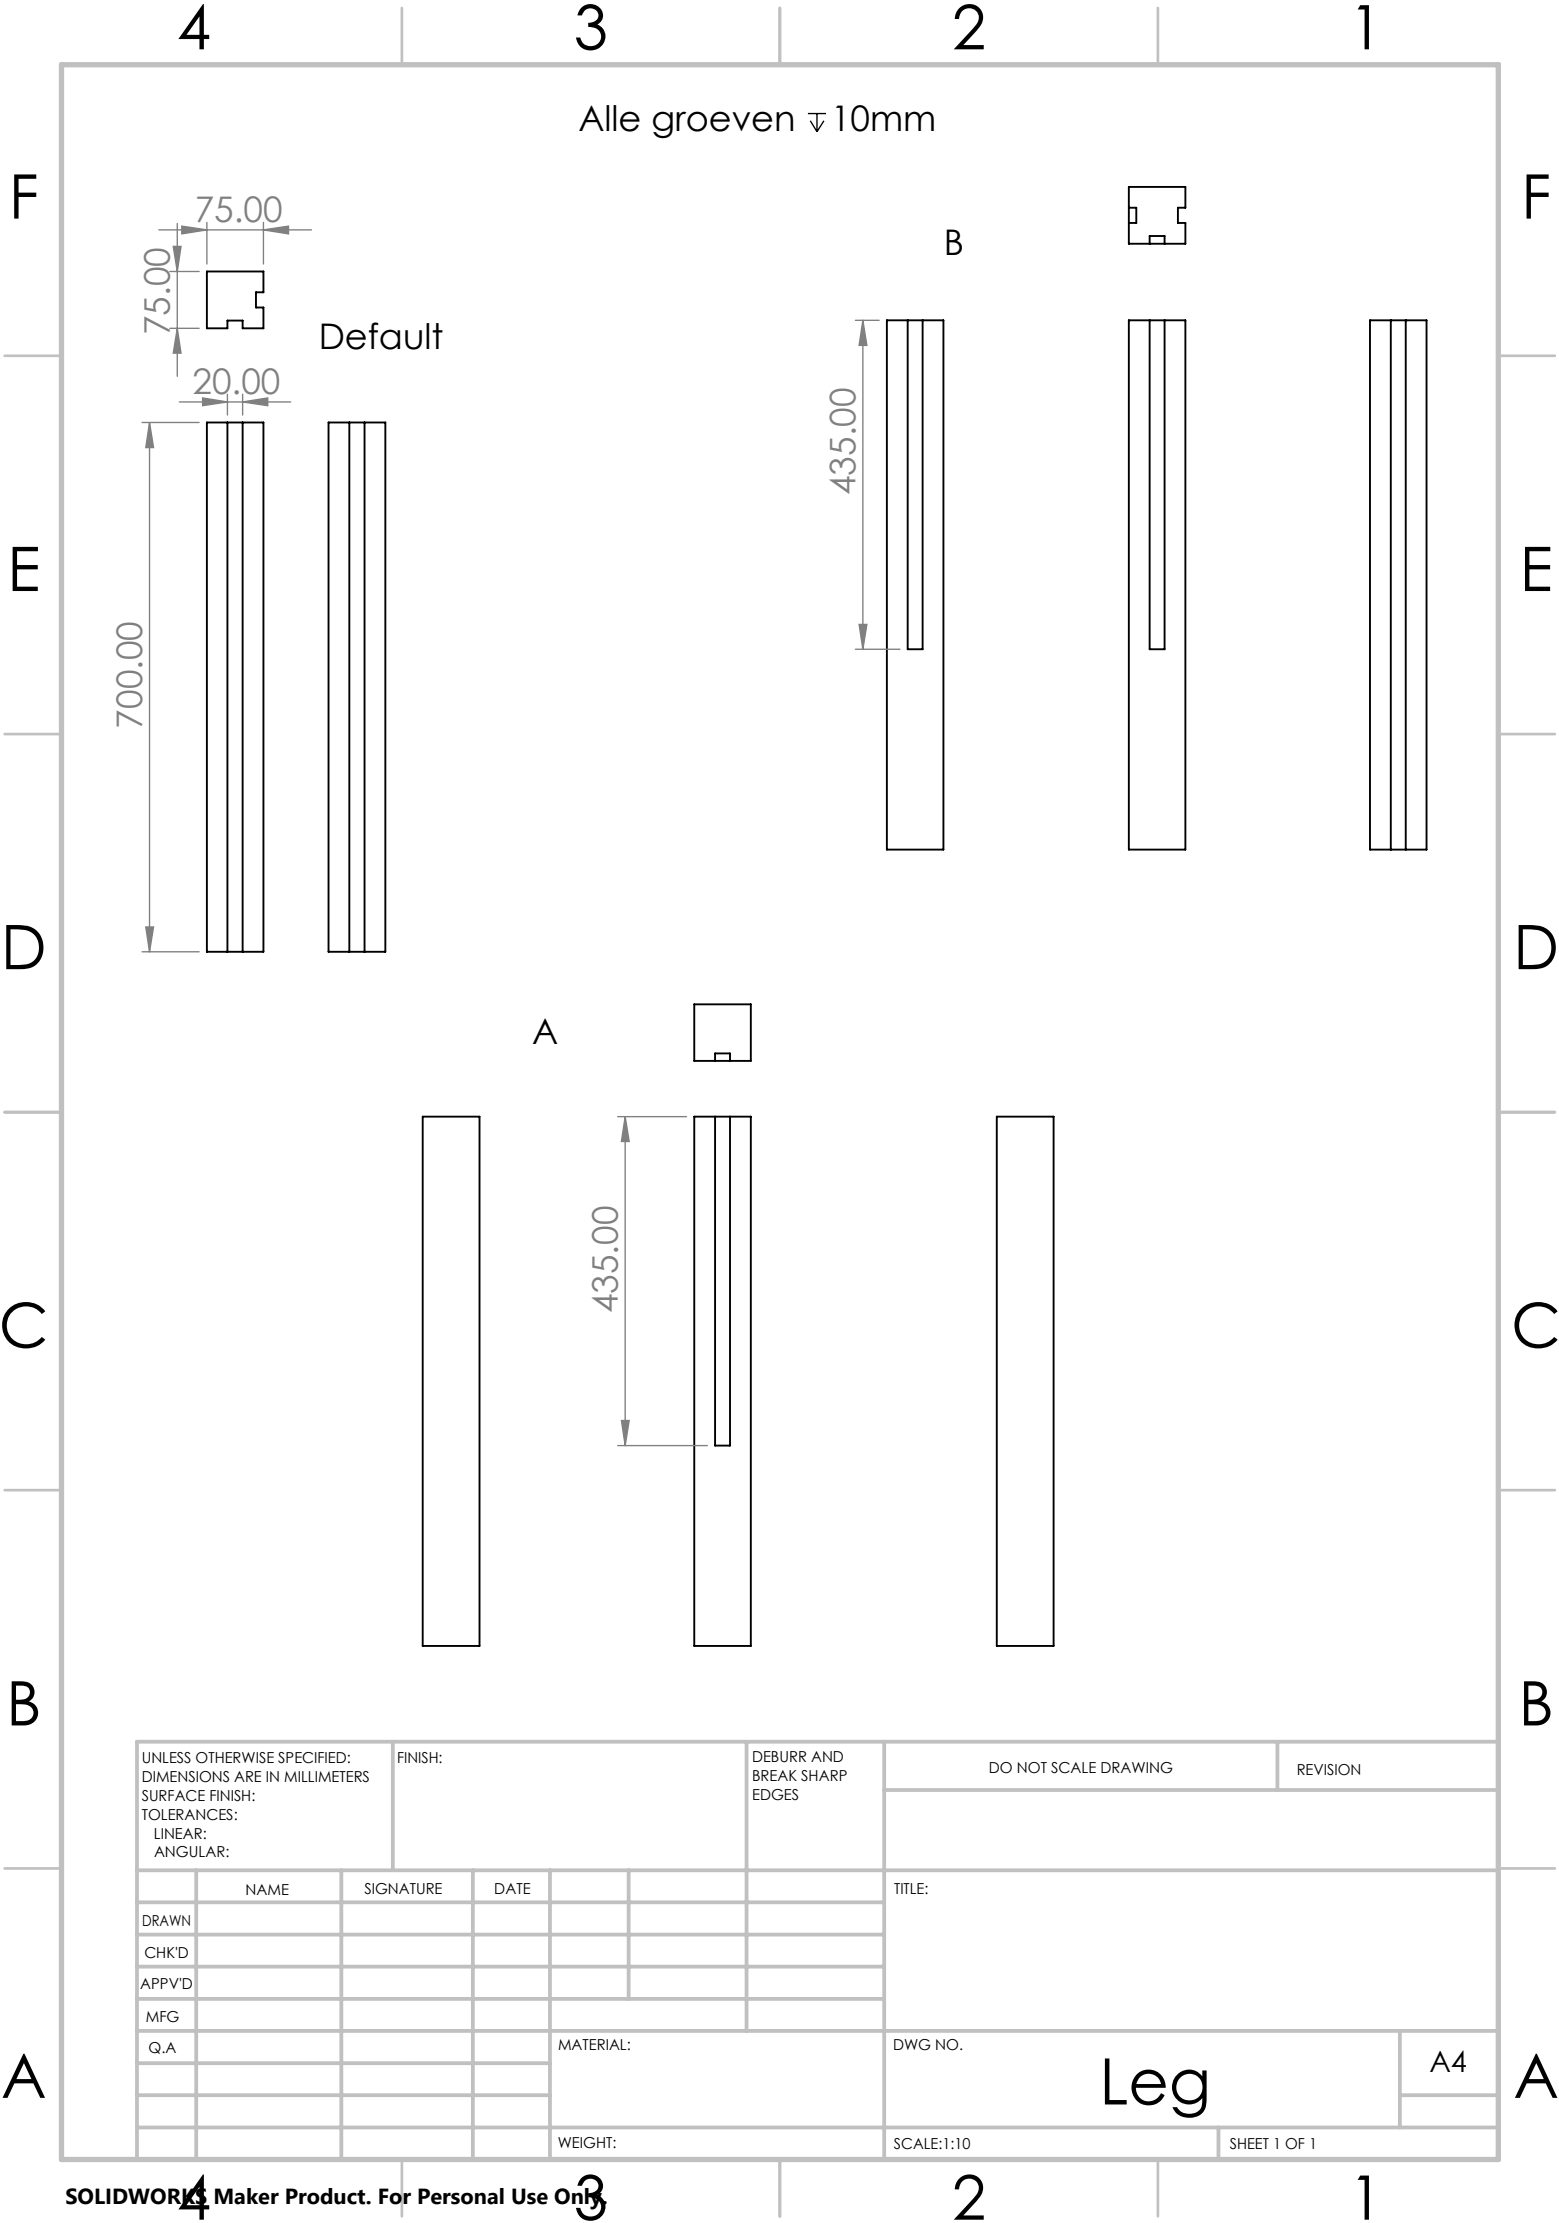 4 3 2 1
Alle groeven ↧10mm
F F
75.00
B
75.00
Default
20.00
435.00
E E
700.00
D D
A
435.00
C C
B B
UNLESS OTHERWISE SPECIFIED:
DIMENSIONS ARE IN MILLIMETERS
SURFACE FINISH:
TOLERANCES:
LINEAR:
ANGULAR:
FINISH:
DEBURR AND
BREAK SHARP
EDGES
DO NOT SCALE DRAWING
REVISION
NAME SIGNATURE DATE
TITLE:
DRAWN
CHK'D
APPV'D
MFG
Q.A
MATERIAL:
DWG NO.
Leg
A4
A A
WEIGHT:
SCALE:1:10
SHEET 1 OF 1
SOLIDWORKS Maker Product. For Personal Use Only.
4 3 2 1